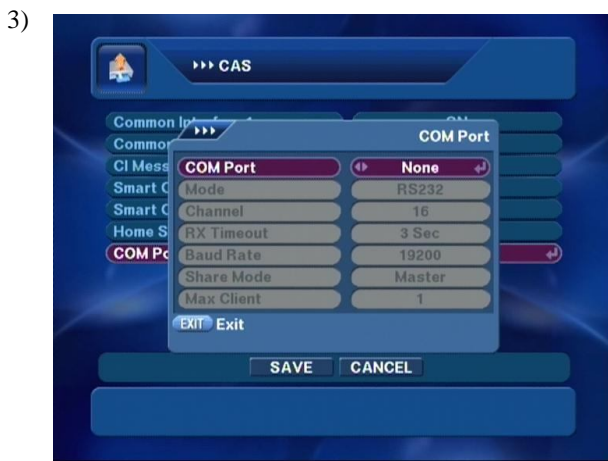 3)
››› CAS
Common
ON
›››
COM Port
Common
CI Mess
COM Port None
Smart C
Mode RS232
Smart C
Channel 16
Home S
RX Timeout 3 Sec
COM Po
Baud Rate 19200
Share Mode Master
Max Client 1
EXIT Exit
SAVE CANCEL